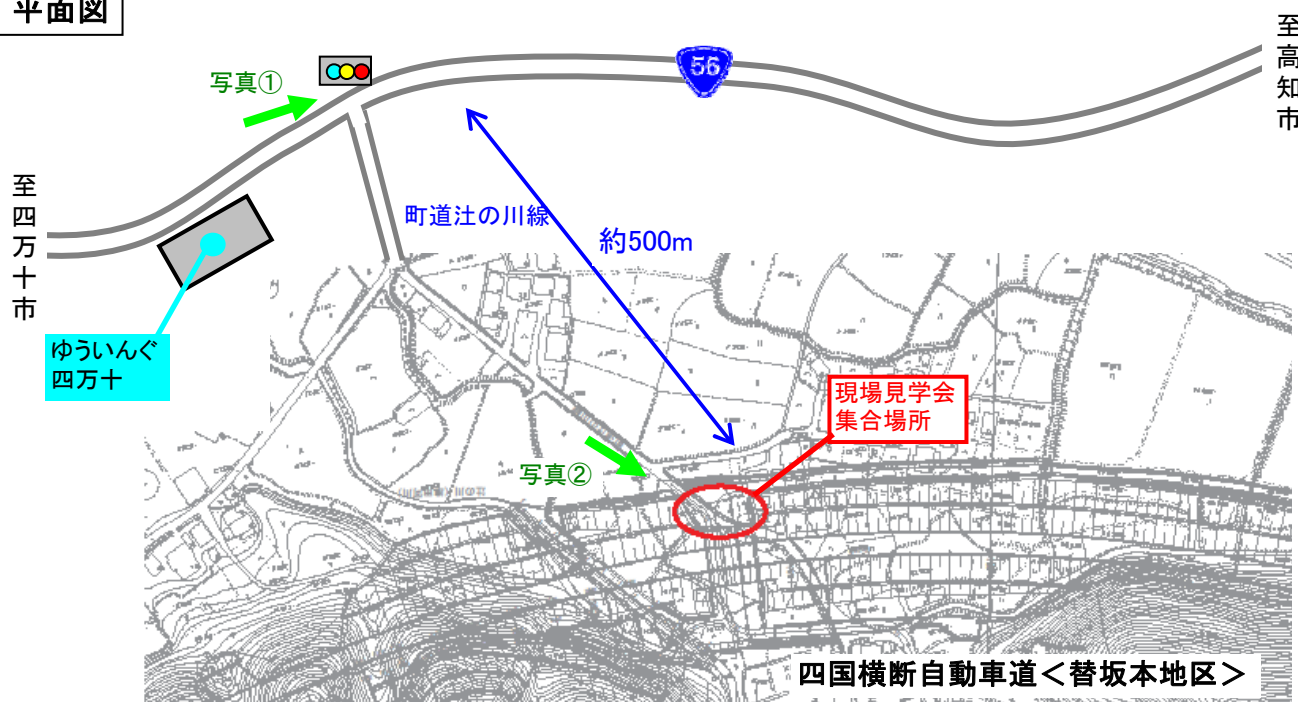 平面図
至高知市
56
写真①
至四万十市
町道辻の川線
約500m
ゆういんぐ
四万十
現場見学会
集合場所
写真②
四国横断自動車道＜替坂本地区＞